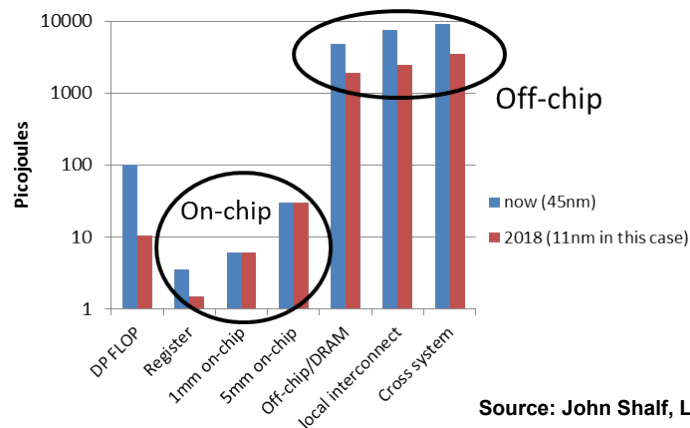 10000
1000
100
10
1
Picojoules
On-chip
Off-chip
now (45nm)
2018 (11nm in this case)
DP FLOP
Register
1mm on-chip
5mm on-chip
Off-chip/DRAM
local interconnect
Cross system
Source: John Shalf, L